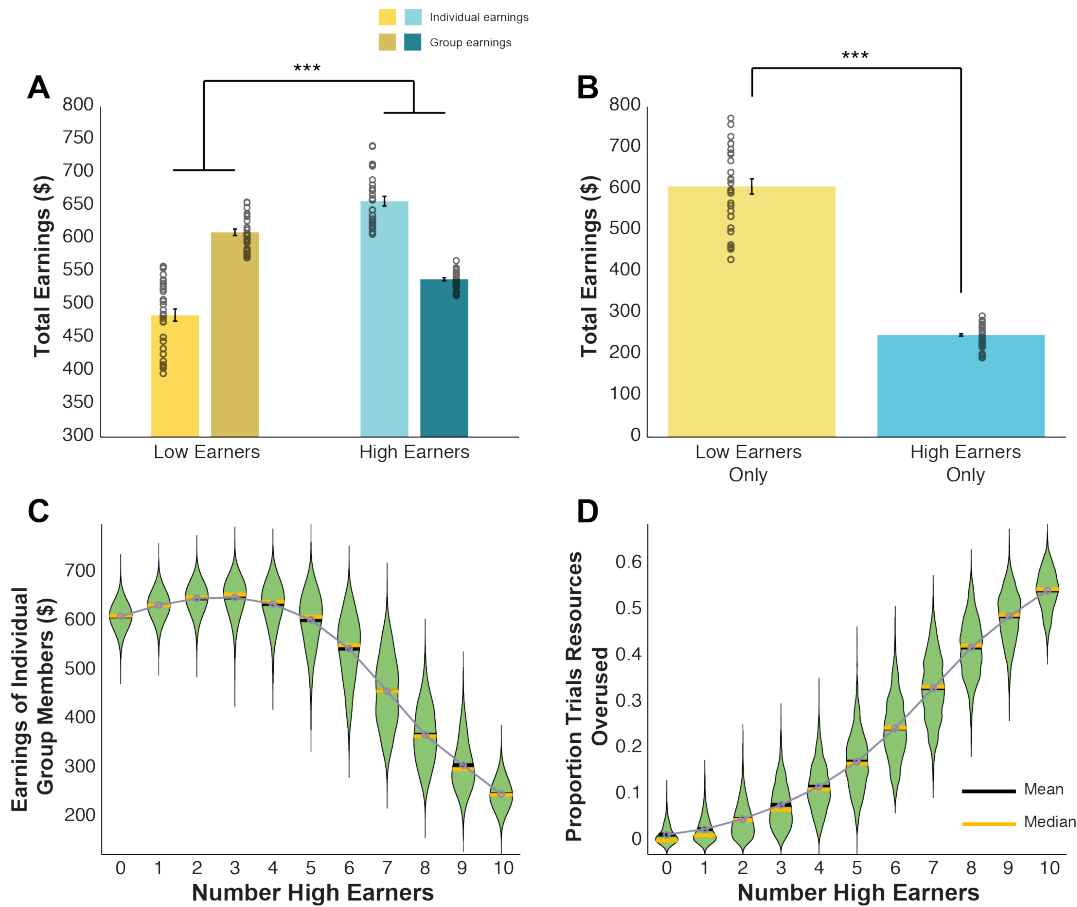 Individual earnings
Group earnings
A
***
800
750
700
650
600
550
500
450
400
350
300
Total Earnings ($)
Low Earners
High Earners
B
***
800
700
600
500
400
300
200
100
0
Total Earnings ($)
Low Earners
Only
High Earners
Only
C
700
600
500
400
300
200
Earnings of Individual
Group Members ($)
0 1 2 3 4 5 6 7 8 9 10
Number High Earners
D
0.6
0.5
0.4
0.3
0.2
0.1
0
Proportion Trials Resources
Overused
Mean
Median
0 1 2 3 4 5 6 7 8 9 10
Number High Earners